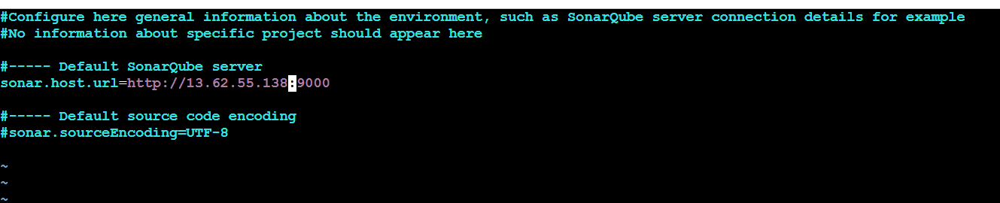 #Configure here general information about the environment, such as SonarQube server connection details for example
#No information about specific project should appear here
#----- Default SonarQube server
sonar.host.url=http://13.62.55.138:9000
#----- Default source code encoding
#sonar.sourceEncoding=UTF-8
~
~
~